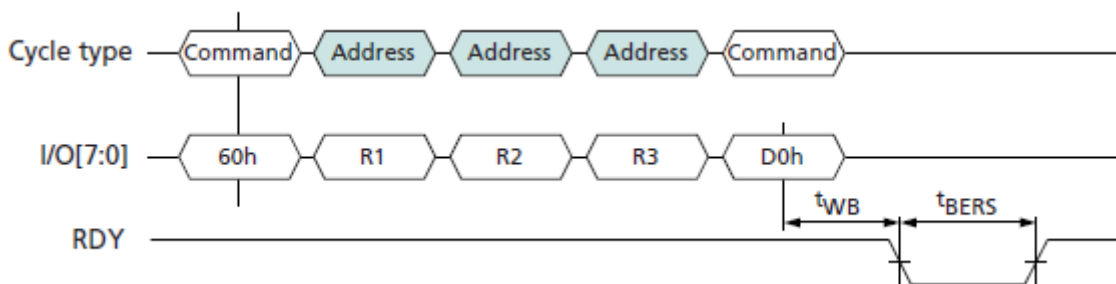 Cycle type Command Address Address Address Command
I/O[7:0] 60h R1 R2 R3 D0h
tWB tBERS
RDY